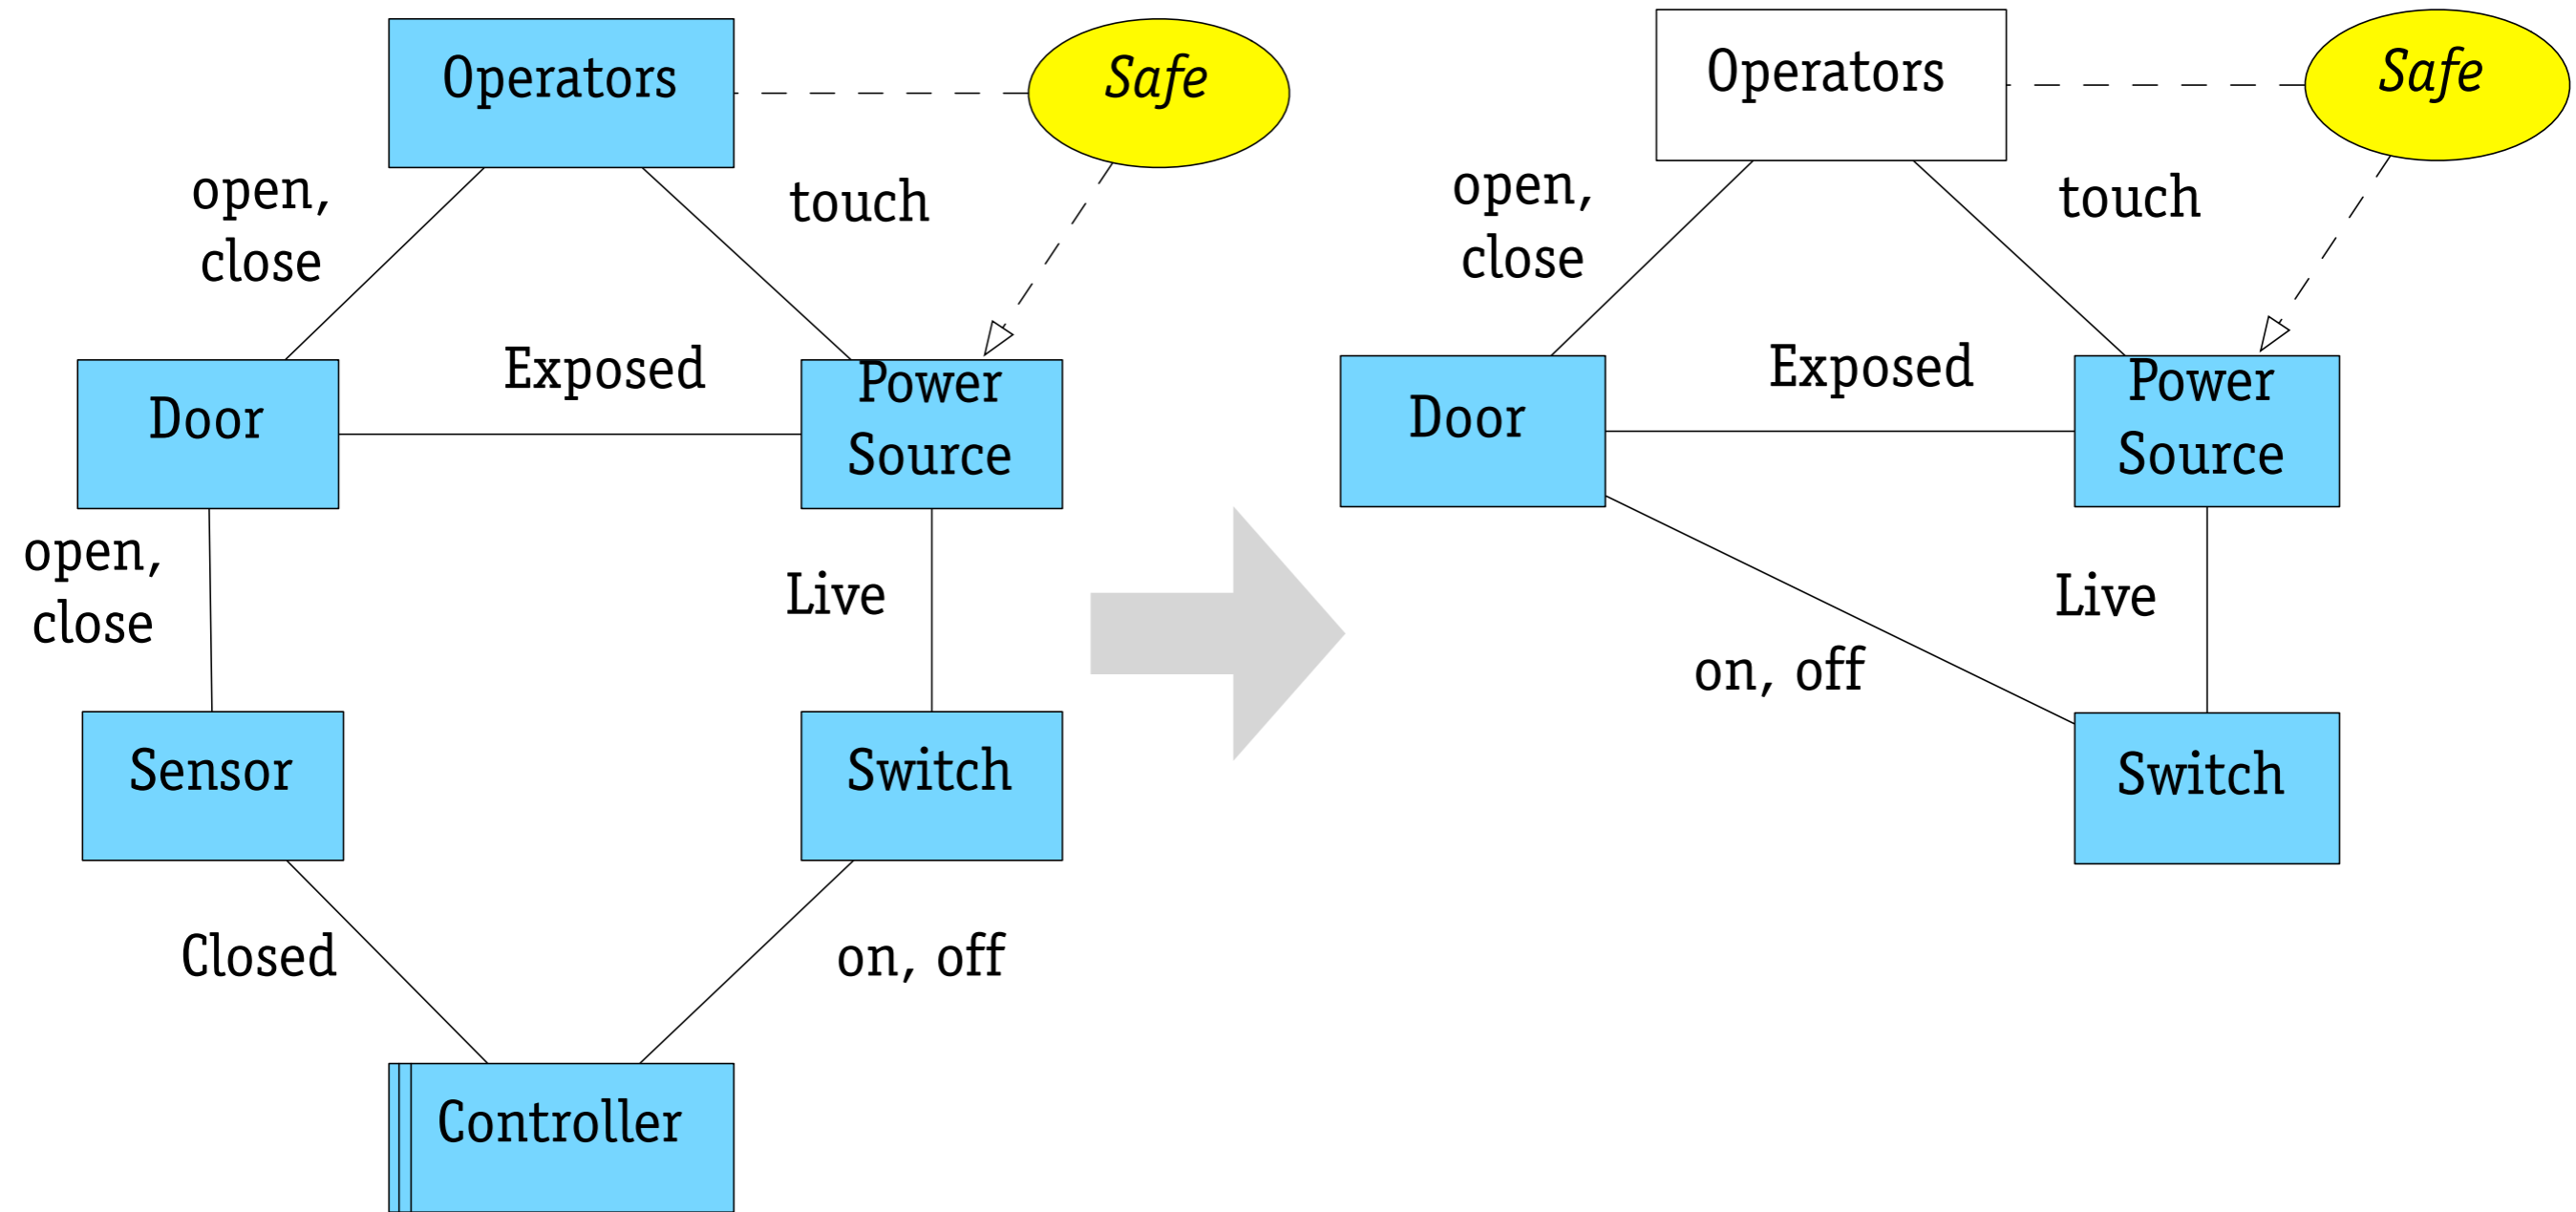 Operators
Safe
open,
close
touch
Exposed
Door
Power
Source
open,
close
Live
Sensor
Switch
Closed
on, off
Controller
Operators
Safe
open,
close
touch
Exposed
Door
Power
Source
Live
on, off
Switch